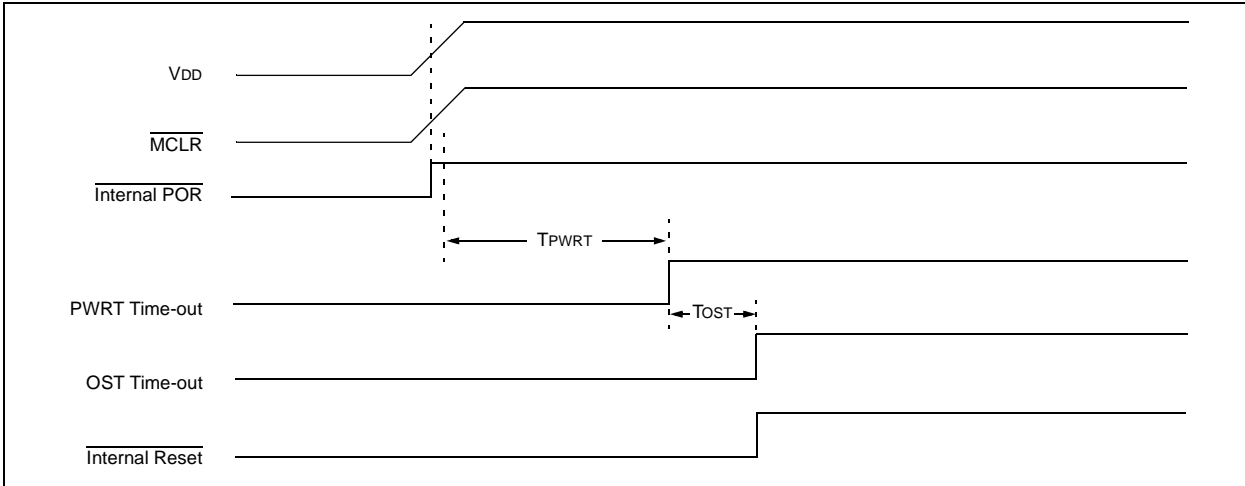 VDD
MCLR
Internal POR
TPWRT
PWRT Time-out
TOST
OST Time-out
Internal Reset